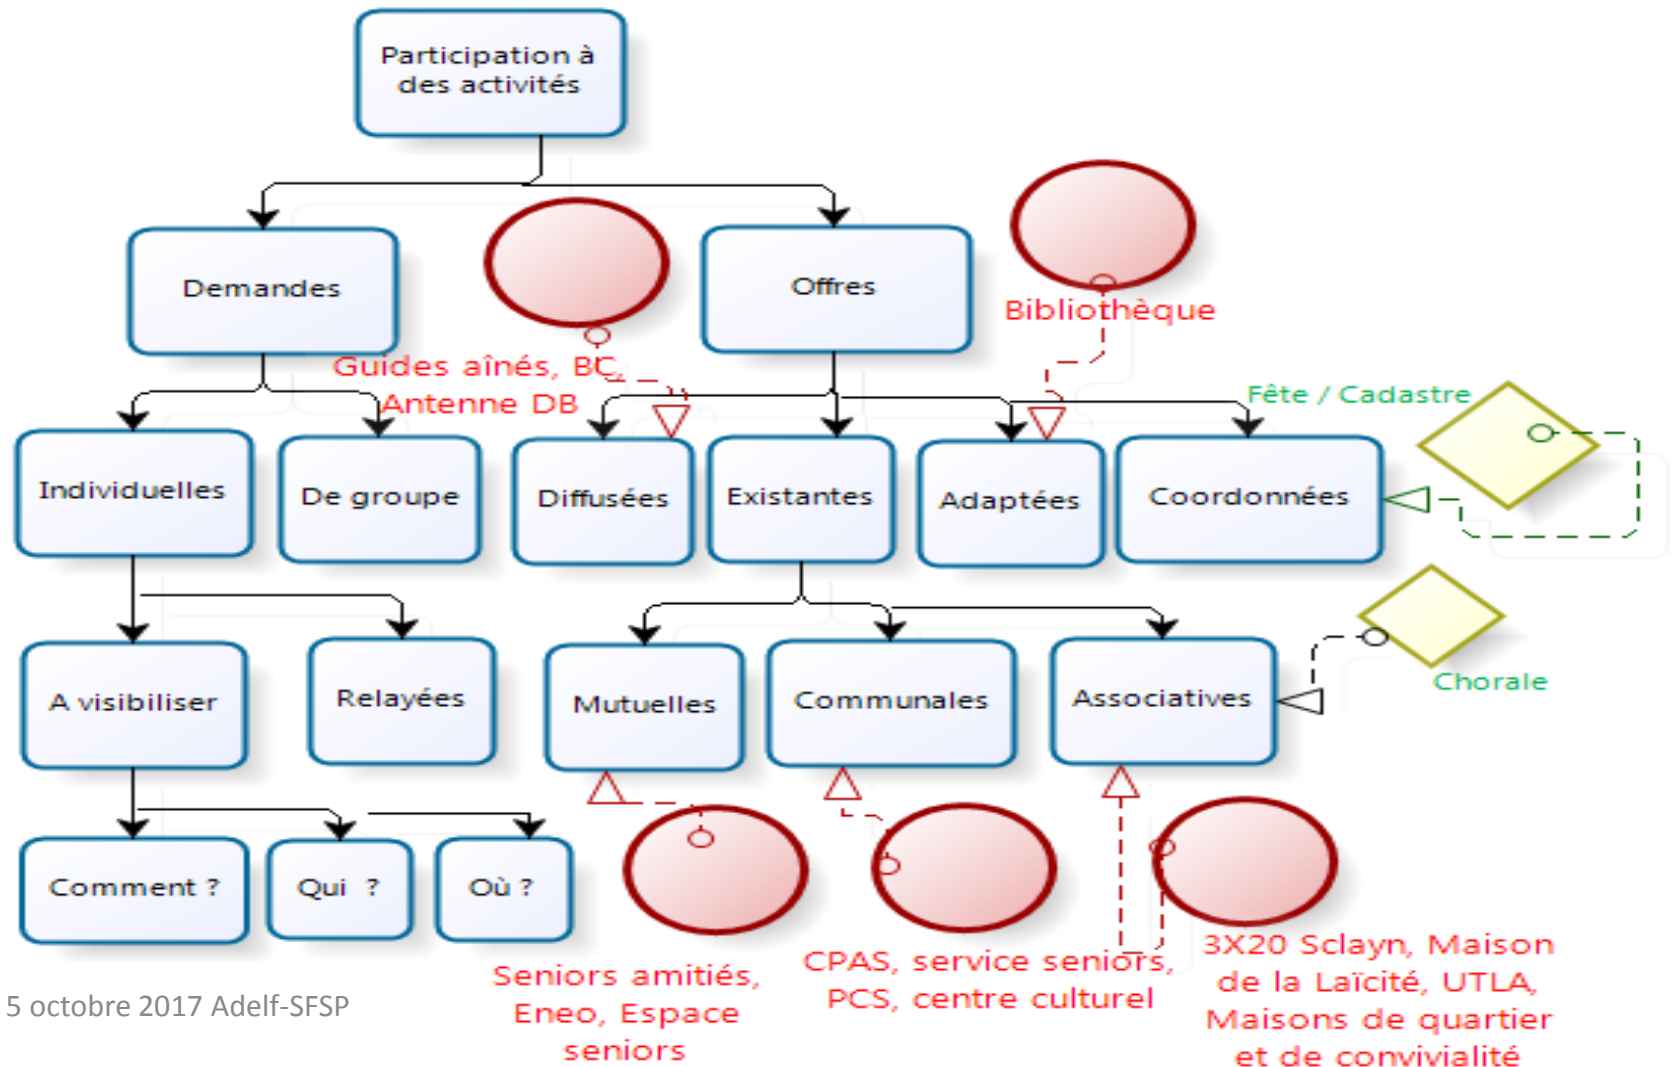 Participation à
des activités
Demandes
Offres
Bibliothèque
Guides aînés, BC,
Antenne DB
Fête / Cadastre
Individuelles
De groupe
Diffusées
Existantes
Adaptées
Coordonnées
A visibiliser
Relayées
Mutuelles
Communales
Associatives
Chorale
Comment ?
Qui ?
Où ?
Seniors amitiés,
Eneo, Espace
seniors
CPAS, service seniors,
PCS, centre culturel
3X20 Sclayn, Maison
de la Laïcité, UTLA,
Maisons de quartier
et de convivialité
5 octobre 2017 Adelf-SFSP